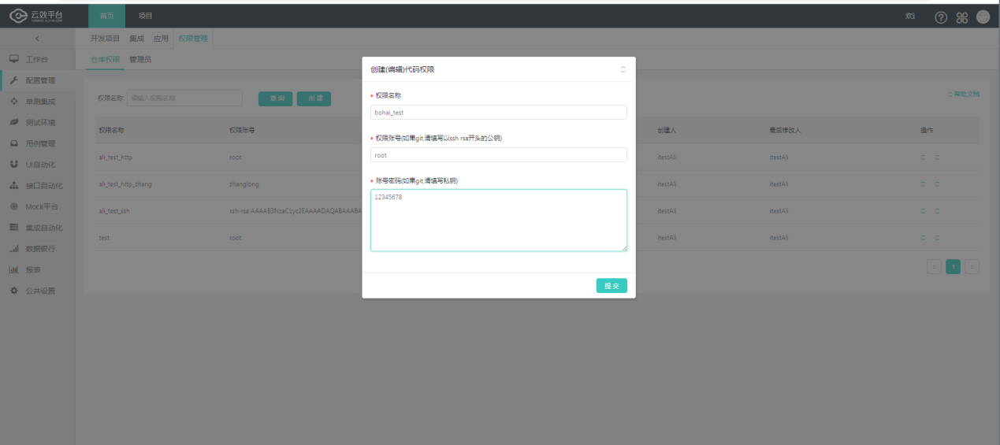 云效平台
首页 项目
开发项目 集成 应用 权限管理
仓库权限 管理员
工作台
配置管理
单测集成
测试环境
用例管理
UI自动化
接口自动化
Mock平台
集成自动化
数据银行
报表
公共设置
权限名称: 请输入权限名称 查询 创建 帮助文档
权限名称 权限账号 创建人 最后修改人 操作
ali_test_http root itestAli itestAli
ali_test_http_zhang zhanglong itestAli itestAli
ali_test_ssh itestAli itestAli
test root itestAli itestAli
1
创建(编辑)代码权限
* 权限名称
bohai_test
* 权限账号(如果git,请填写以ssh rsa开头的公钥)
root
* 账号密码(如果git,请填写私钥)
12345678
提交